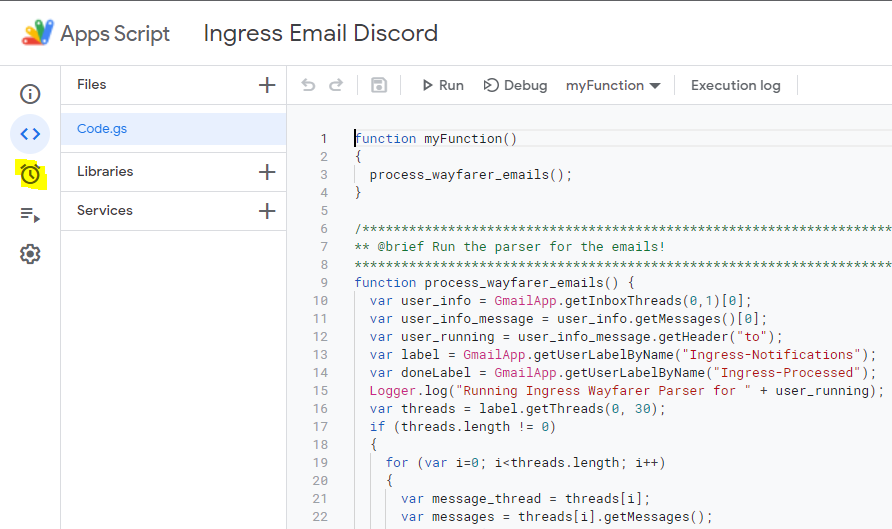 Apps Script Ingress Email Discord
Files
Run Debug myFunction Execution log
Code.gs
Libraries
Services
1 function myFunction()
2 {
3 process_wayfarer_emails();
4 }
5
6 /*********************************************************************
7 ** @brief Run the parser for the emails!
8 **********************************************************************
9 function process_wayfarer_emails() {
10 var user_info = GmailApp.getInboxThreads(0,1)[0];
11 var user_info_message = user_info.getMessages()[0];
12 var user_running = user_info_message.getHeader("to");
13 var label = GmailApp.getUserLabelByName("Ingress-Notifications");
14 var doneLabel = GmailApp.getUserLabelByName("Ingress-Processed");
15 Logger.log("Running Ingress Wayfarer Parser for " + user_running);
16 var threads = label.getThreads(0, 30);
17 if (threads.length != 0)
18 {
19 for (var i=0; i<threads.length; i++)
20 {
21 var message_thread = threads[i];
22 var messages = threads[i].getMessages();